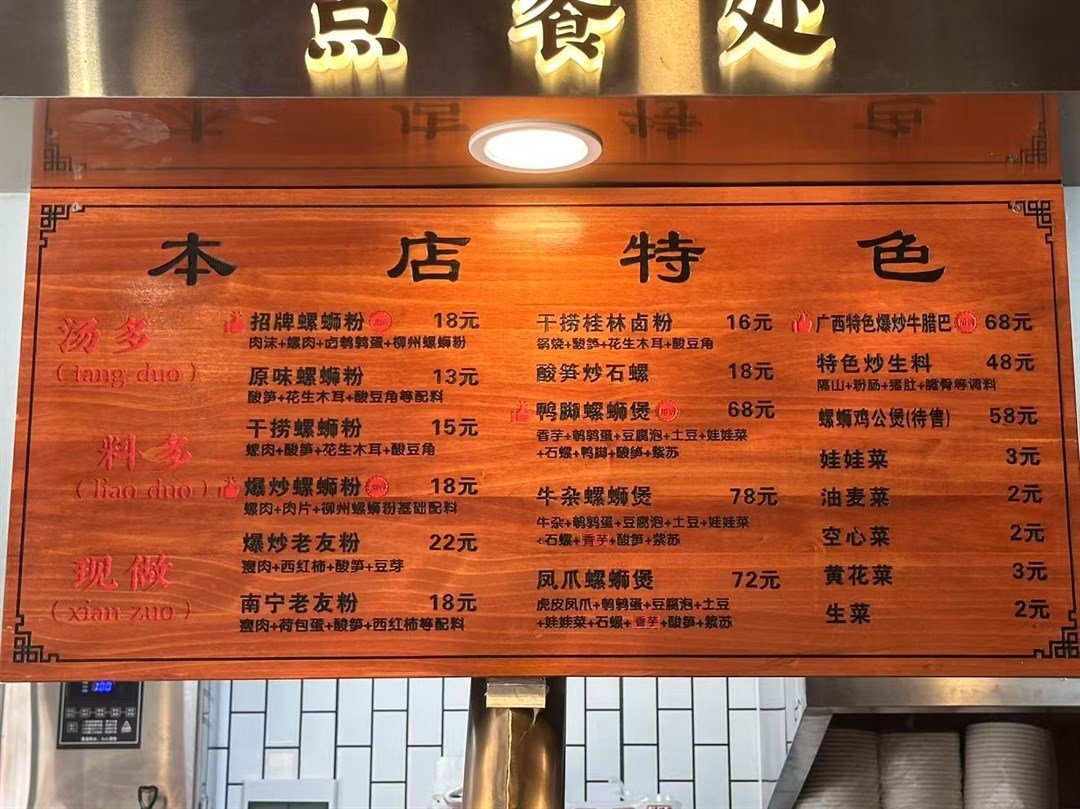 点餐处
本店特色
汤多
(tang duo)
料多
(liao duo)
现做
(xian zuo)
招牌螺蛳粉 18元
肉沫+螺肉+卤鹌鹑蛋+柳州螺蛳粉
原味螺蛳粉 13元
酸笋+花生木耳+酸豆角等配料
干捞螺蛳粉 15元
螺肉+酸笋+花生木耳+酸豆角
爆炒螺蛳粉 18元
螺肉+肉片+柳州螺蛳粉基础配料
爆炒老友粉 22元
瘦肉+西红柿+酸笋+豆芽
南宁老友粉 18元
瘦肉+荷包蛋+酸笋+西红柿等配料
干捞桂林卤粉 16元
锅烧+酸笋+花生木耳+酸豆角
酸笋炒石螺 18元
鸭脚螺蛳煲 68元
香芋+鹌鹑蛋+豆腐泡+土豆+娃娃菜
+石螺+鸭脚+酸笋+紫苏
牛杂螺蛳煲 78元
牛杂+鹌鹑蛋+豆腐泡+土豆+娃娃菜
+石螺+香芋+酸笋+紫苏
凤爪螺蛳煲 72元
虎皮凤爪+鹌鹑蛋+豆腐泡+土豆
+娃娃菜+石螺+香芋+酸笋+紫苏
广西特色爆炒牛腊巴 68元
特色炒生料 48元
隔山+粉肠+猪肚+脆骨等调料
螺蛳鸡公煲(待售) 58元
娃娃菜 3元
油麦菜 2元
空心菜 2元
黄花菜 3元
生菜 2元